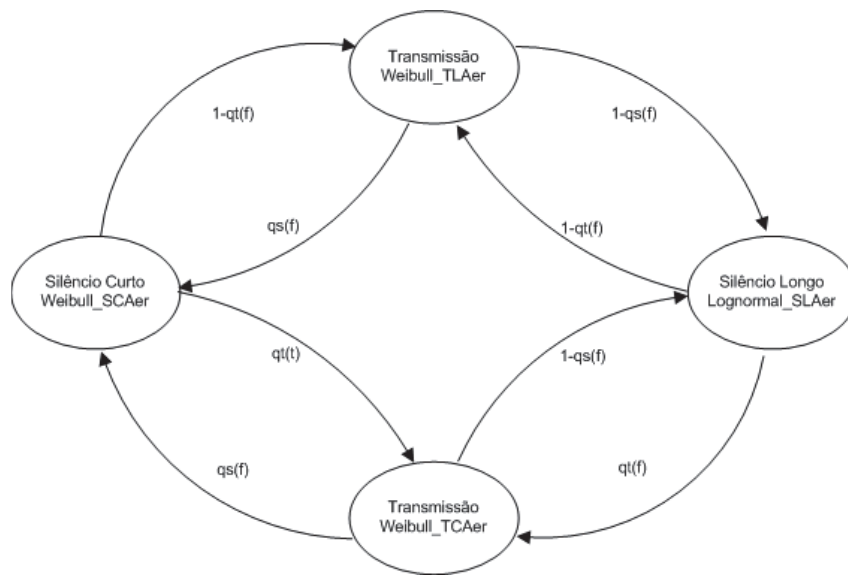 Transmissão
Weibull_TLAer
1-qt(f)
1-qs(f)
qs(f)
1-qt(f)
Silêncio Curto
Weibull_SCAer
Silêncio Longo
Lognormal_SLAer
qt(t)
1-qs(f)
qs(f)
qt(f)
Transmissão
Weibull_TCAer